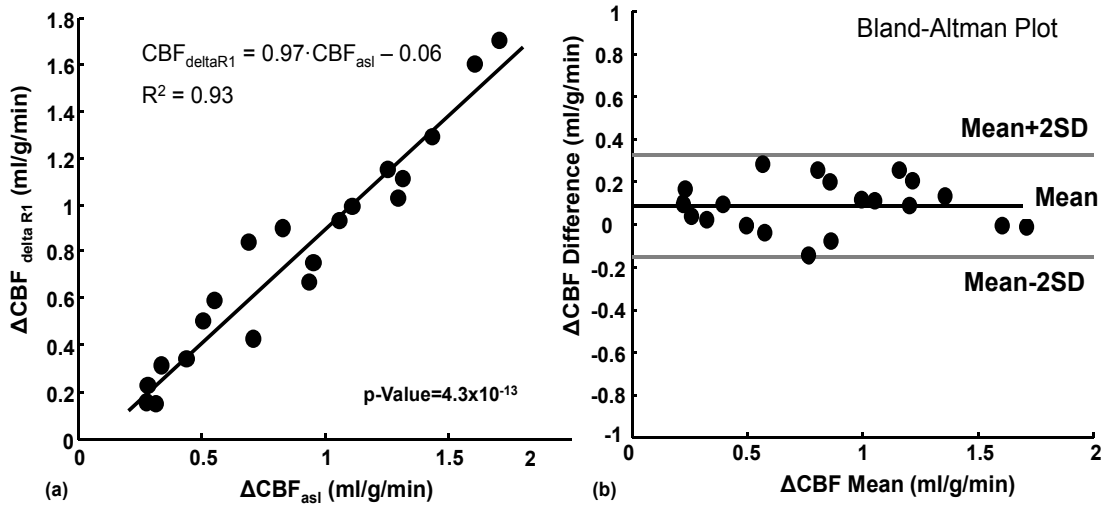 CBF_deltaR1 = 0.97·CBF_asl – 0.06
R² = 0.93
p-Value=4.3x10⁻¹³
1.8
1.6
1.4
1.2
1
0.8
0.6
0.4
0.2
0
0 0.5 1 1.5 2
ΔCBF_delta R1 (ml/g/min)
ΔCBF_asl (ml/g/min)
(a)
Bland-Altman Plot
Mean+2SD
Mean
Mean-2SD
1
0.8
0.6
0.4
0.2
0
-0.2
-0.4
-0.6
-0.8
-1
0 0.5 1 1.5 2
ΔCBF Difference (ml/g/min)
ΔCBF Mean (ml/g/min)
(b)